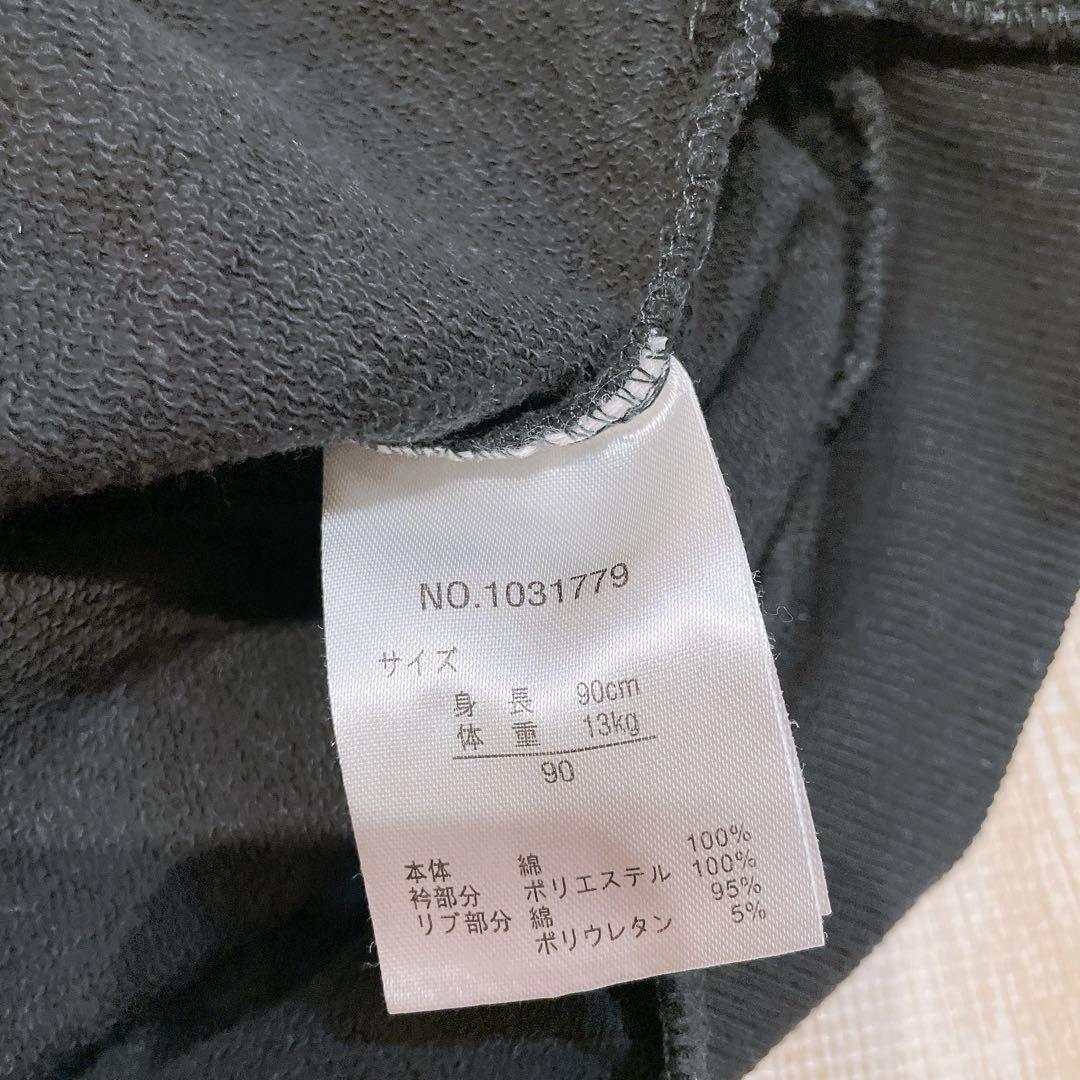 NO.1031779
サイズ
身長 90cm
体重 13kg
90
本体 綿 100%
衿部分 ポリエステル 100%
リブ部分 綿 95%
ポリウレタン 5%